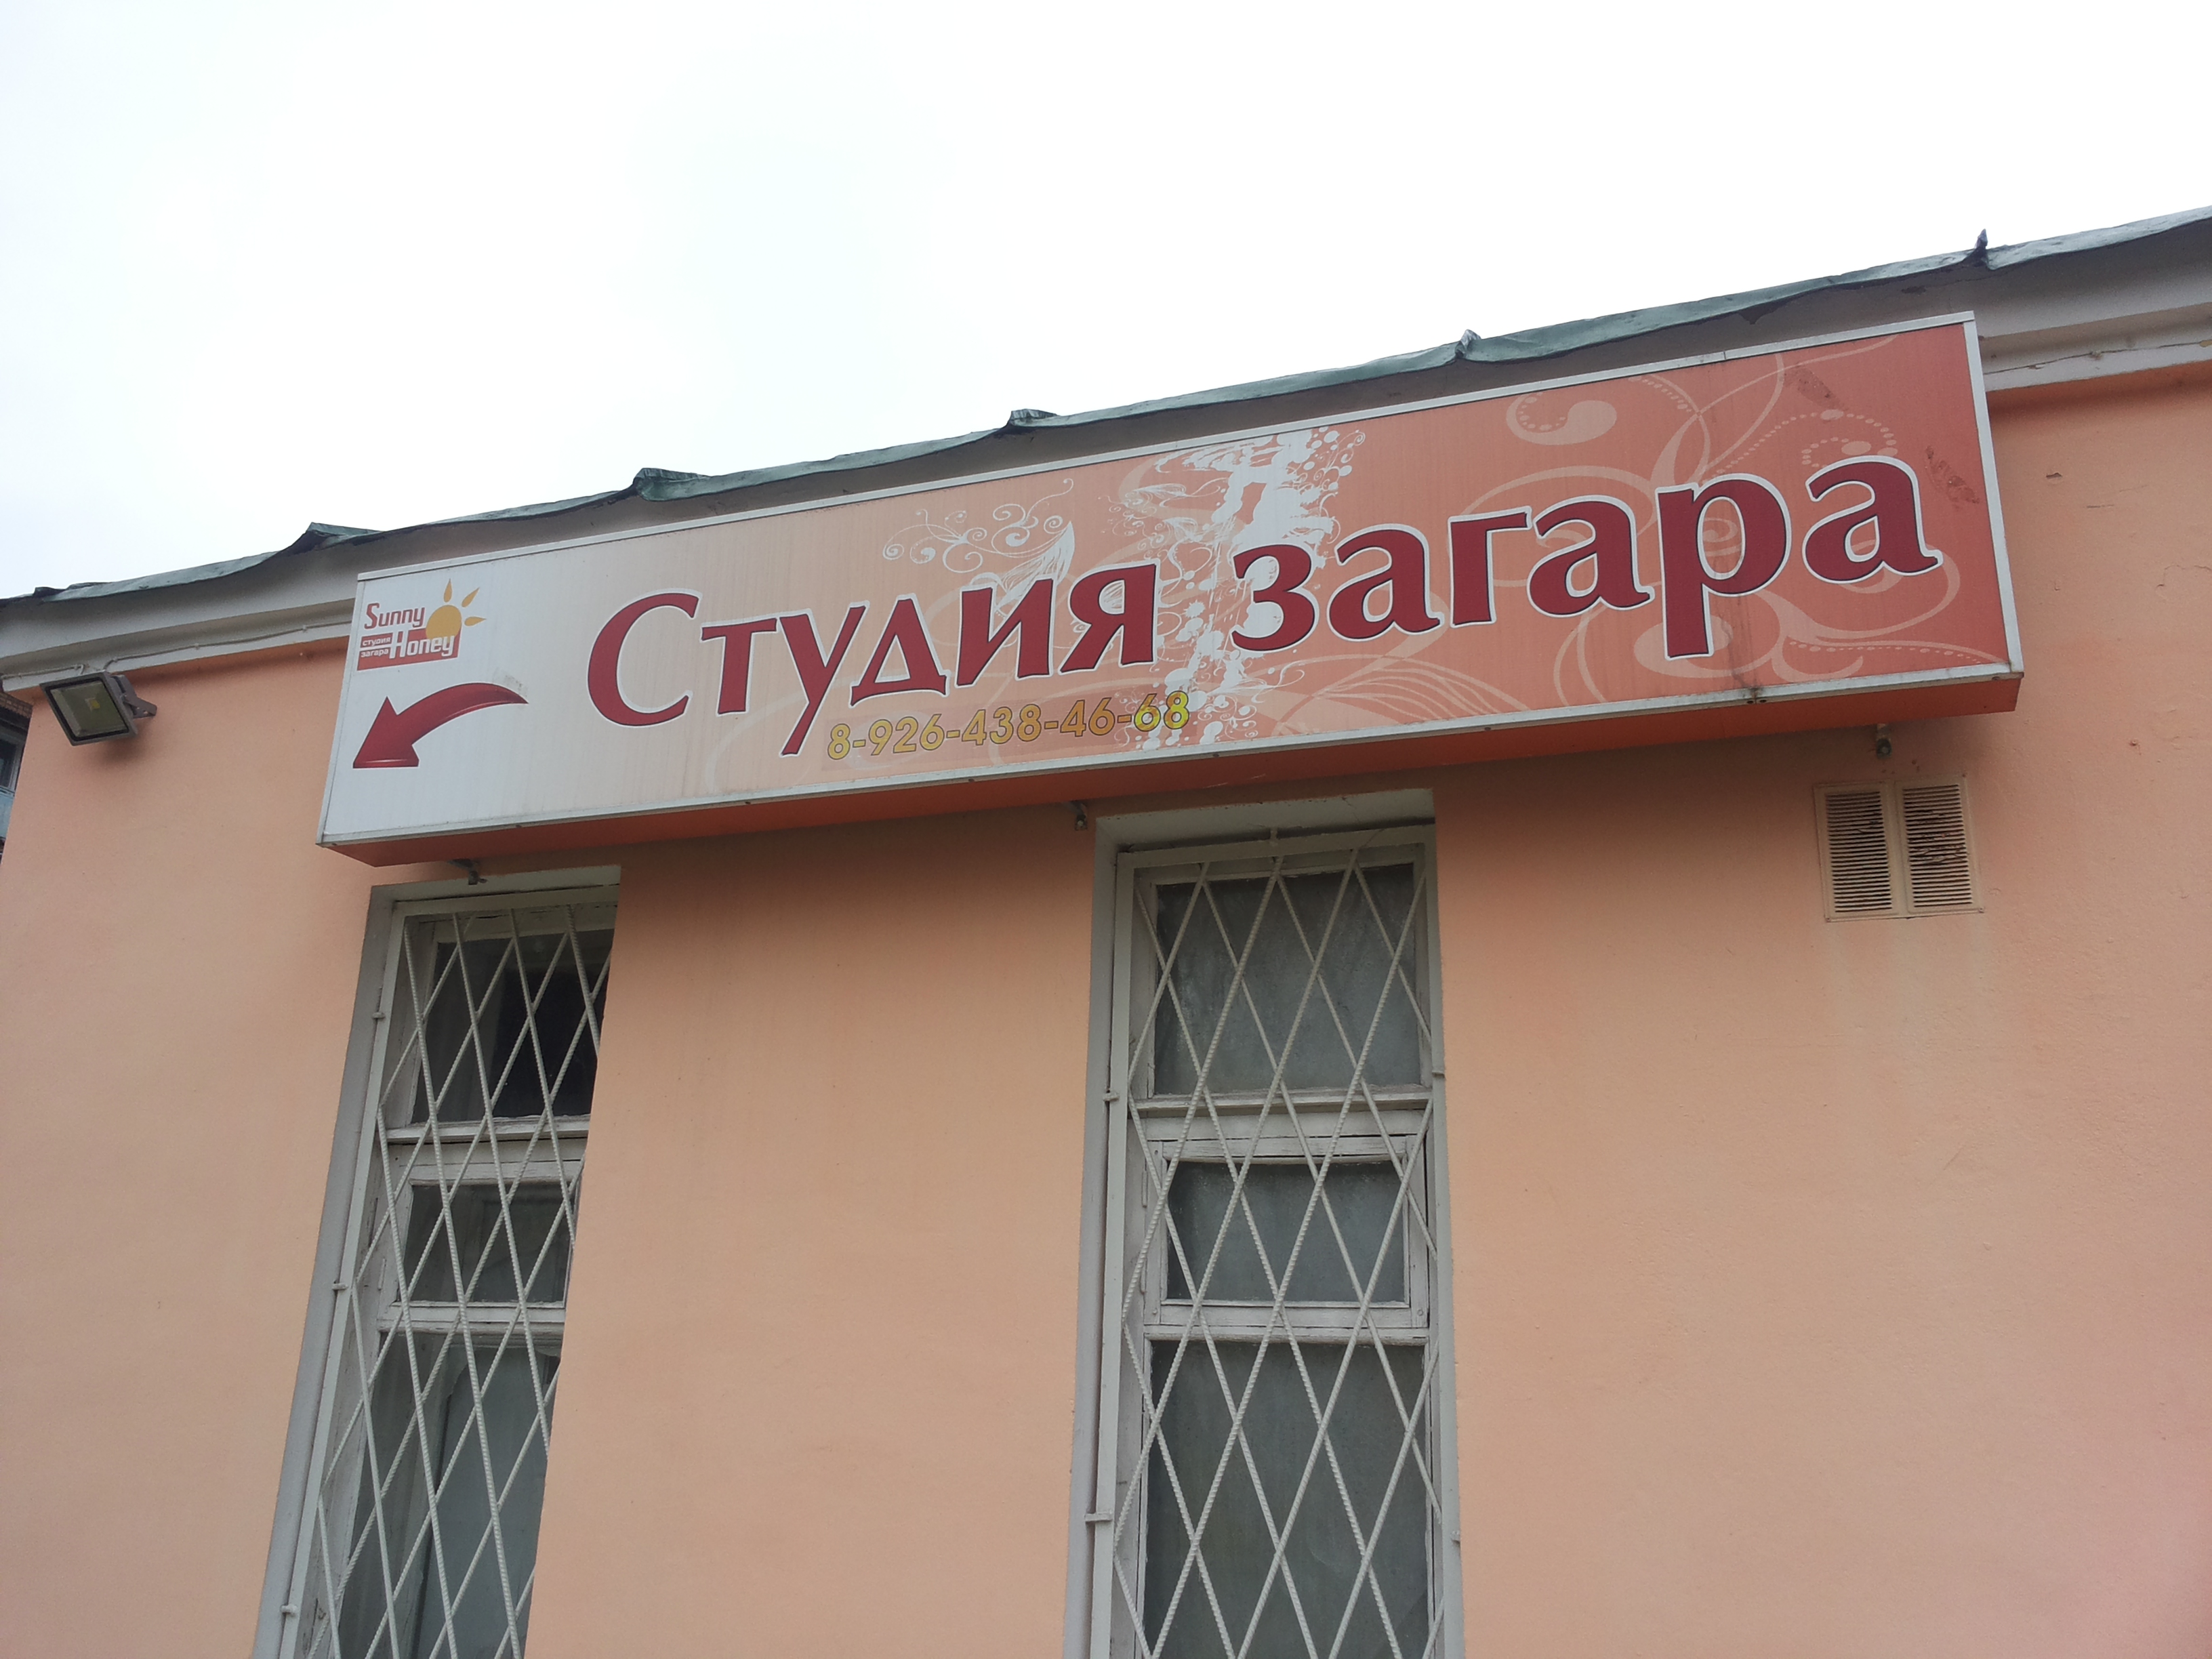 Sunny
студия
загара
Honey
Студия загара
8-926-438-46-68